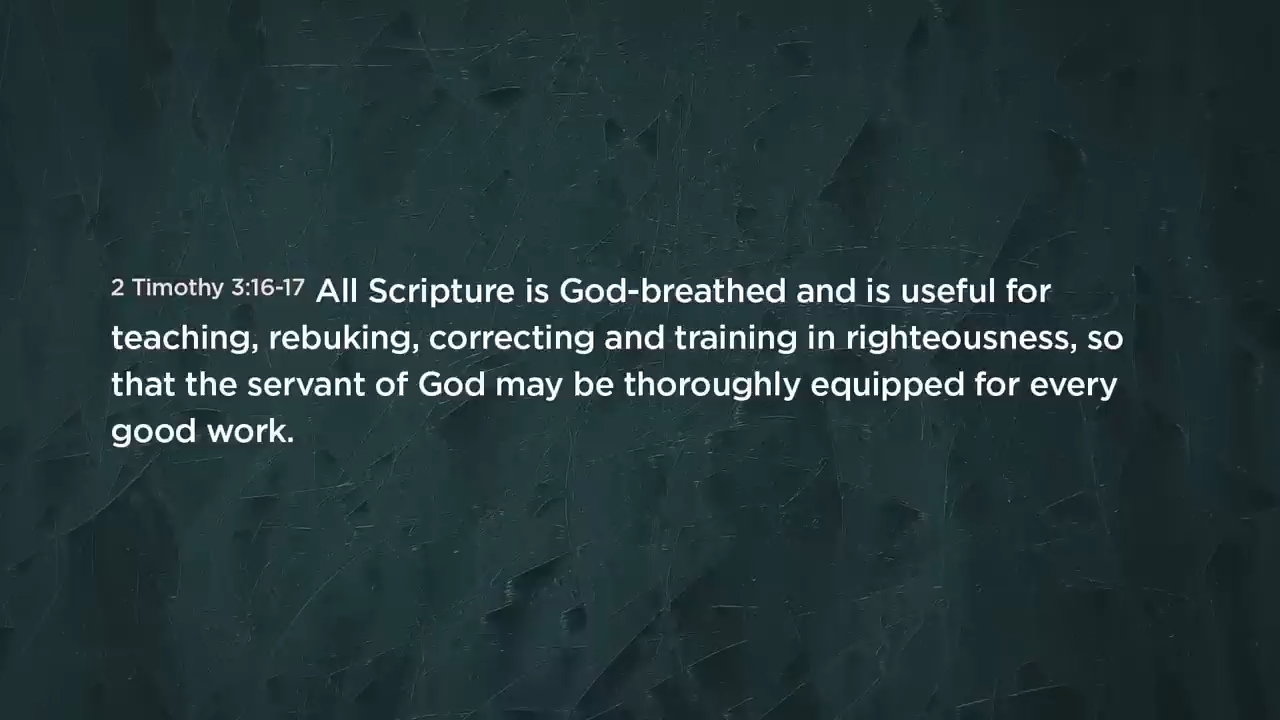 2 Timothy 3:16-17 All Scripture is God-breathed and is useful for
teaching, rebuking, correcting and training in righteousness, so
that the servant of God may be thoroughly equipped for every
good work.